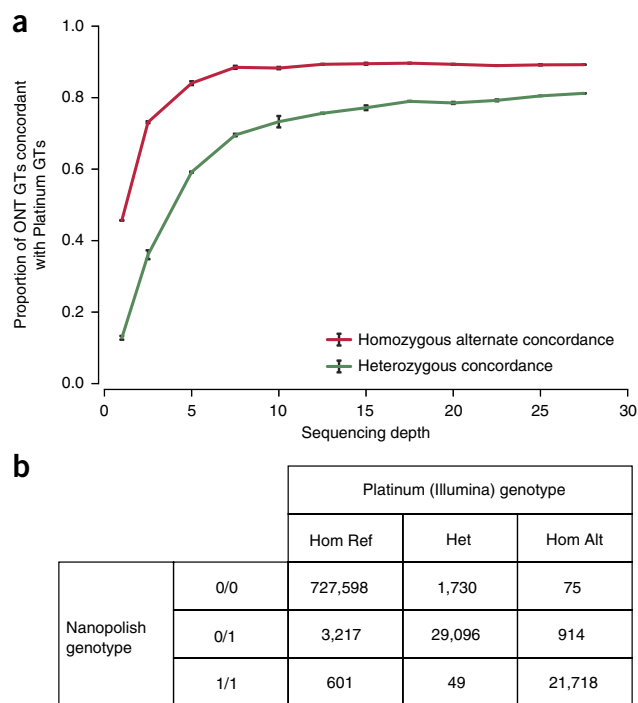 a
Proportion of ONT GTs concordant
with Platinum GTs
1.0
0.8
0.6
0.4
0.2
0.0
0 5 10 15 20 25 30
Sequencing depth
Homozygous alternate concordance
Heterozygous concordance
b
Platinum (Illumina) genotype
Hom Ref Het Hom Alt
Nanopolish
genotype
0/0 727,598 1,730 75
0/1 3,217 29,096 914
1/1 601 49 21,718